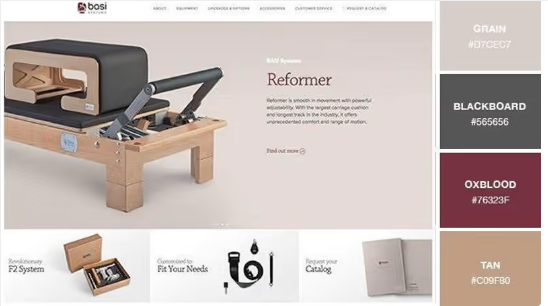 basi
SYSTEMS
ABOUT EQUIPMENT UPHOLSTERY & OPTIONS ACCESSORIES CUSTOMER SERVICE REQUEST A CATALOG
BASI Systems
Reformer
Reformer is smooth in movement with powerful
adjustability. With the largest carriage cushion
and longest track in the industry, it offers
unprecedented comfort and range of motion.
Find out more
Revolutionary
F2 System
Customized to
Fit Your Needs
Request your
Catalog
GRAIN
#D7CEC7
BLACKBOARD
#565656
OXBLOOD
#76323F
TAN
#C09F80